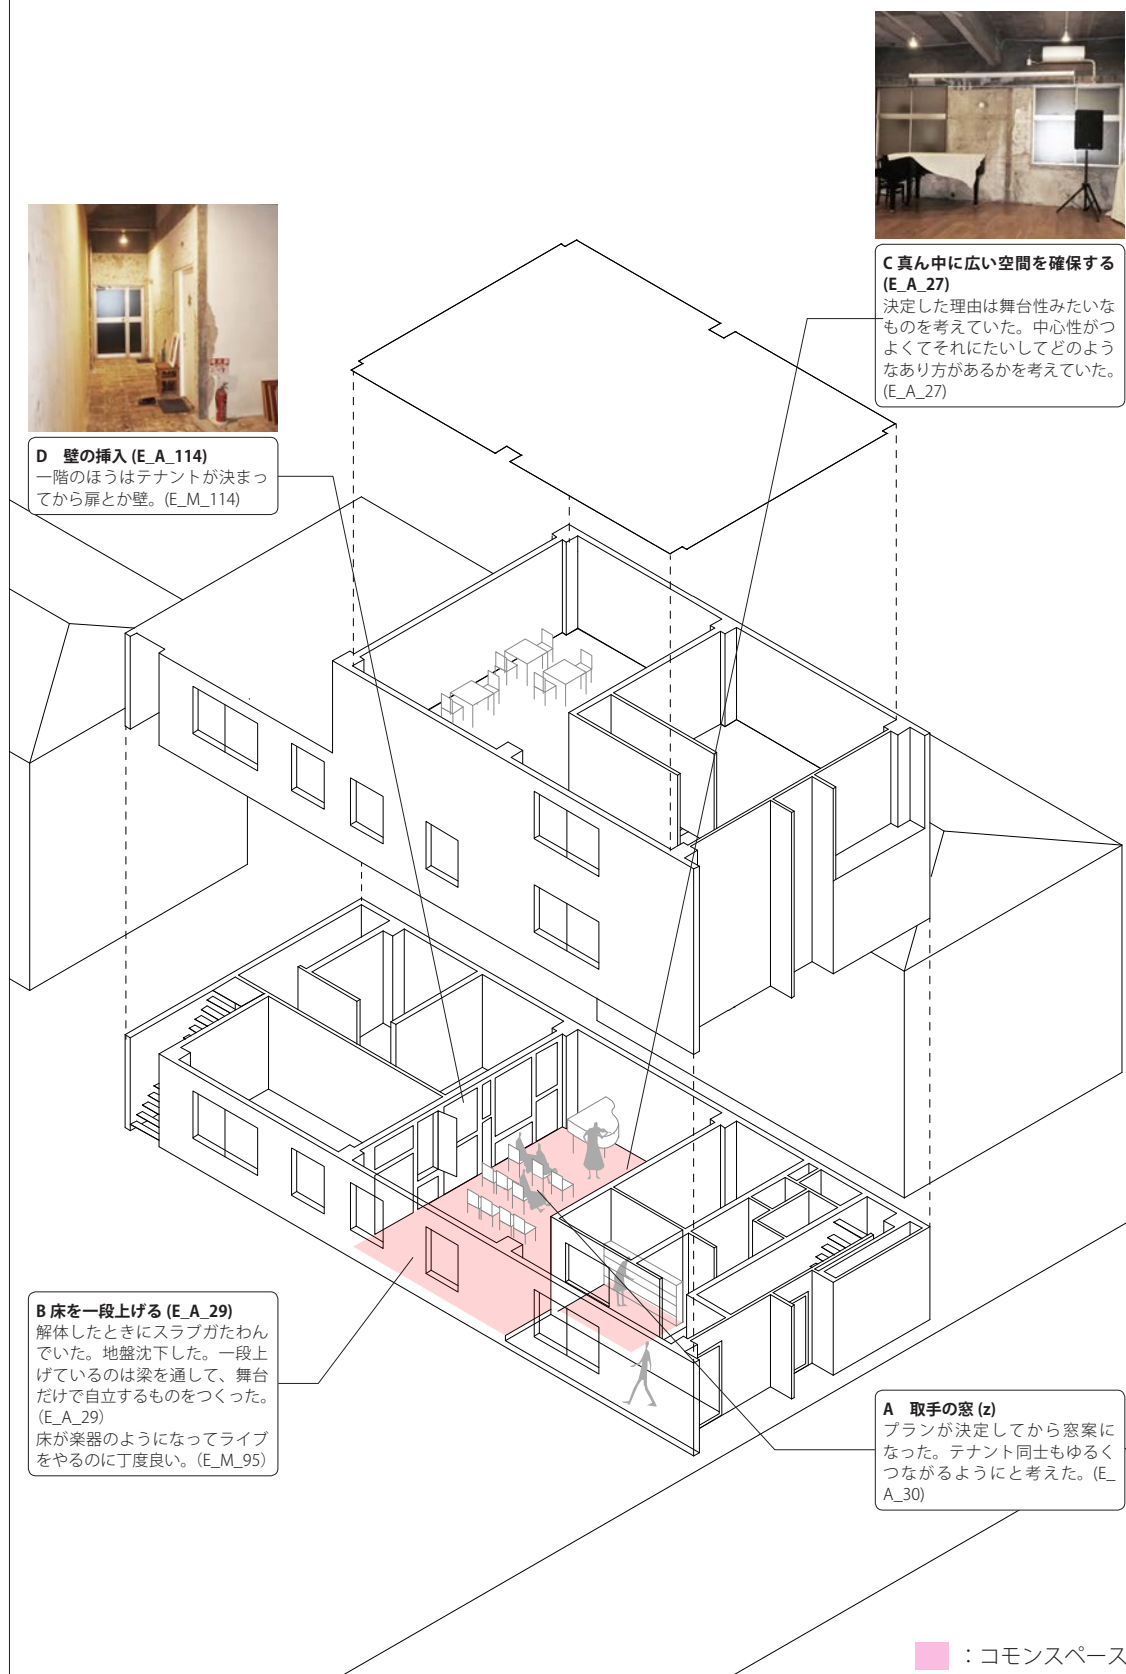 C 真ん中に広い空間を確保する
(E_A_27)
決定した理由は舞台性みたいな
ものを考えていた。中心性がつ
よくてそれにたいしてどのよう
なあり方があるかを考えていた。
(E_A_27)
D　壁の挿入 (E_A_114)
一階のほうはテナントが決まっ
てから扉とか壁。(E_M_114)
B 床を一段上げる (E_A_29)
解体したときにスラブがたわん
でいた。地盤沈下した。一段上
げているのは梁を通して、舞台
だけで自立するものをつくった。
（E_A_29）
床が楽器のようになってライブ
をやるのに丁度良い。（E_M_95）
A　取手の窓 (z)
プランが決定してから窓案に
なった。テナント同士もゆるく
つながるようにと考えた。(E_
A_30)
：コモンスペース